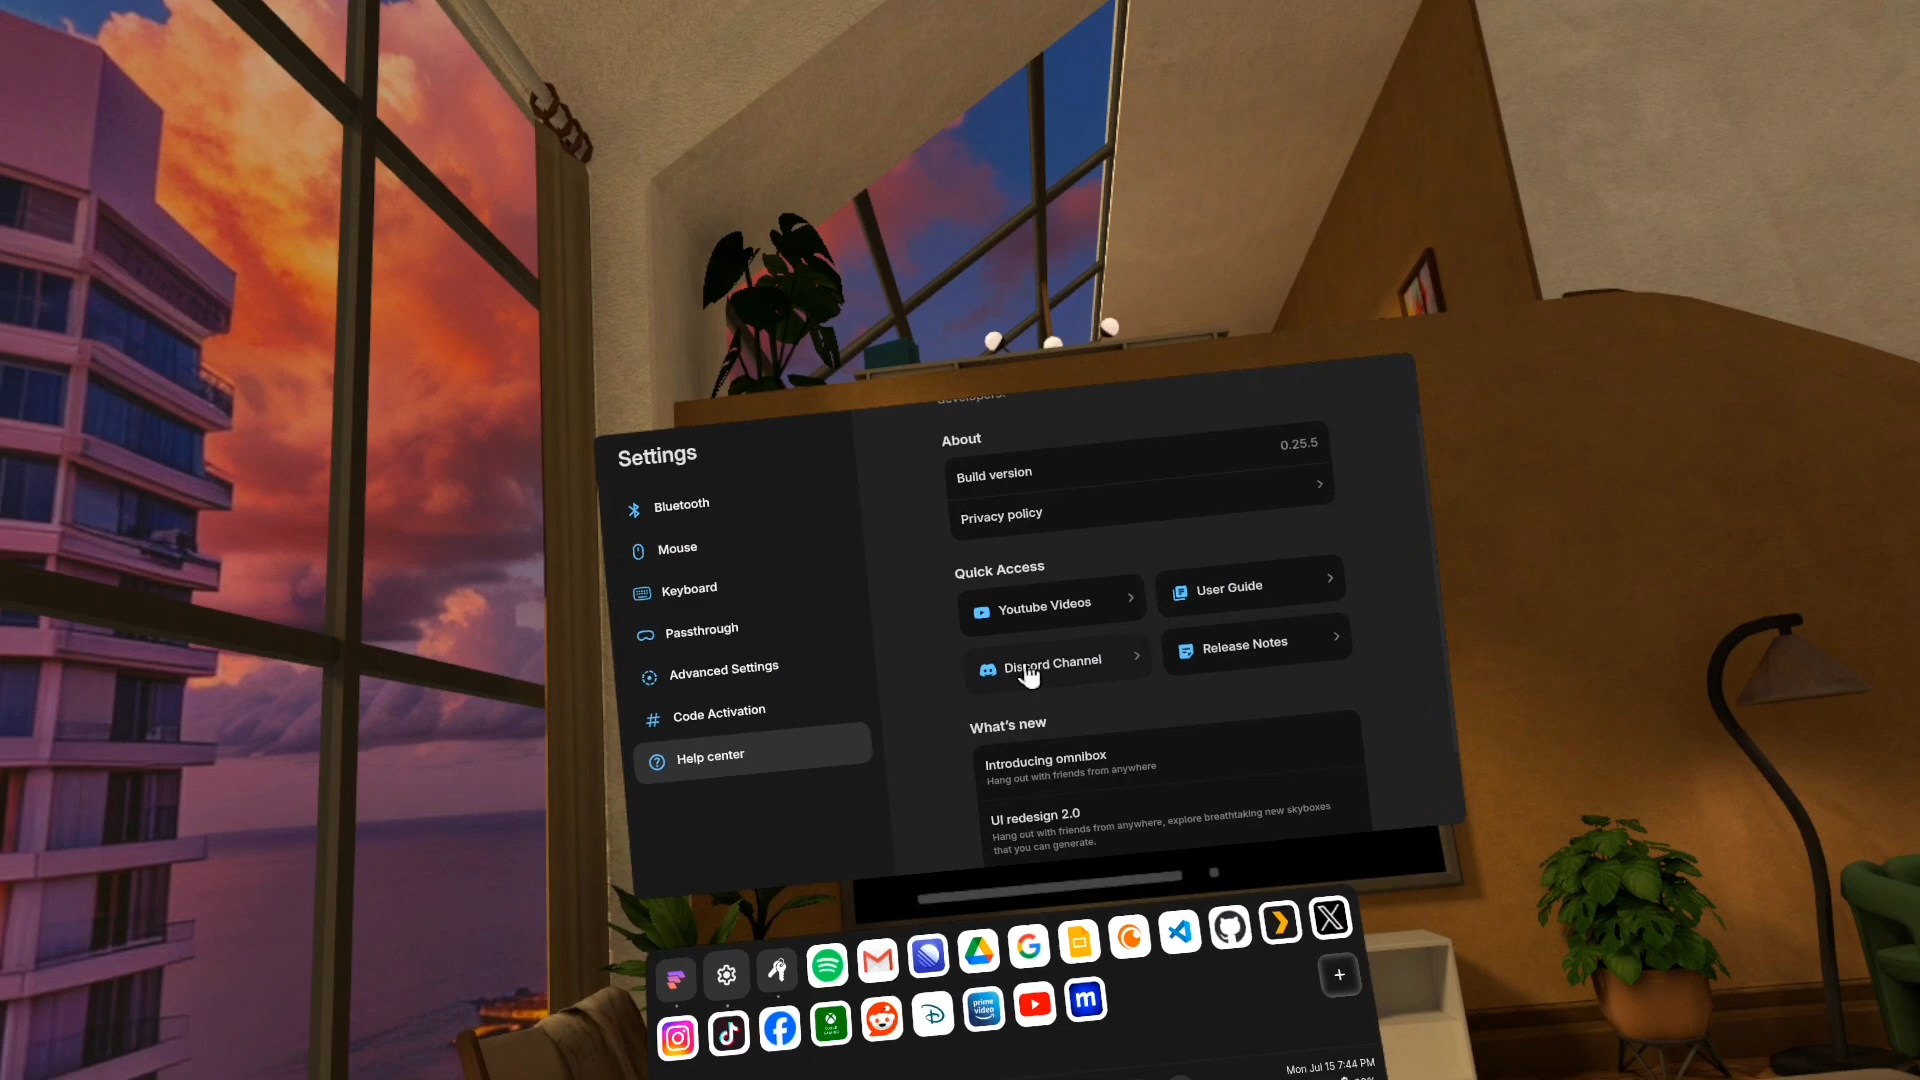 developers.
Settings
Bluetooth
Mouse
Keyboard
Passthrough
Advanced Settings
Code Activation
Help center
About
Build version 0.25.5
Privacy policy
Quick Access
Youtube Videos
User Guide
Discord Channel
Release Notes
What's new
Introducing omnibox
Hang out with friends from anywhere
UI redesign 2.0
Hang out with friends from anywhere, explore breathtaking new skyboxes
that you can generate.
prime video
m
Mon Jul 15 7:44 PM